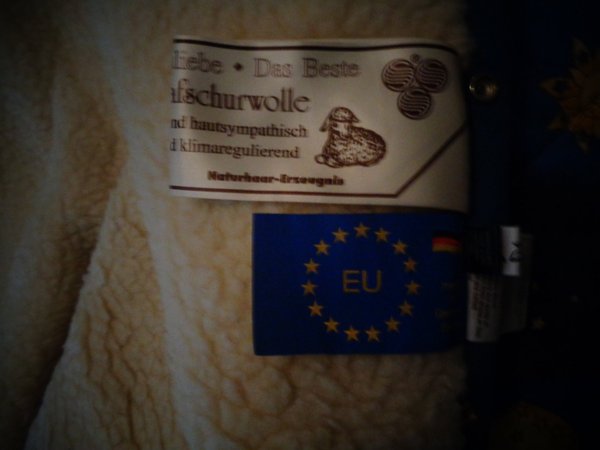 liebe • Das Beste
afschurwolle
nd hautsympathisch
d klimaregulierend
Naturhaar-Erzeugnis
EU